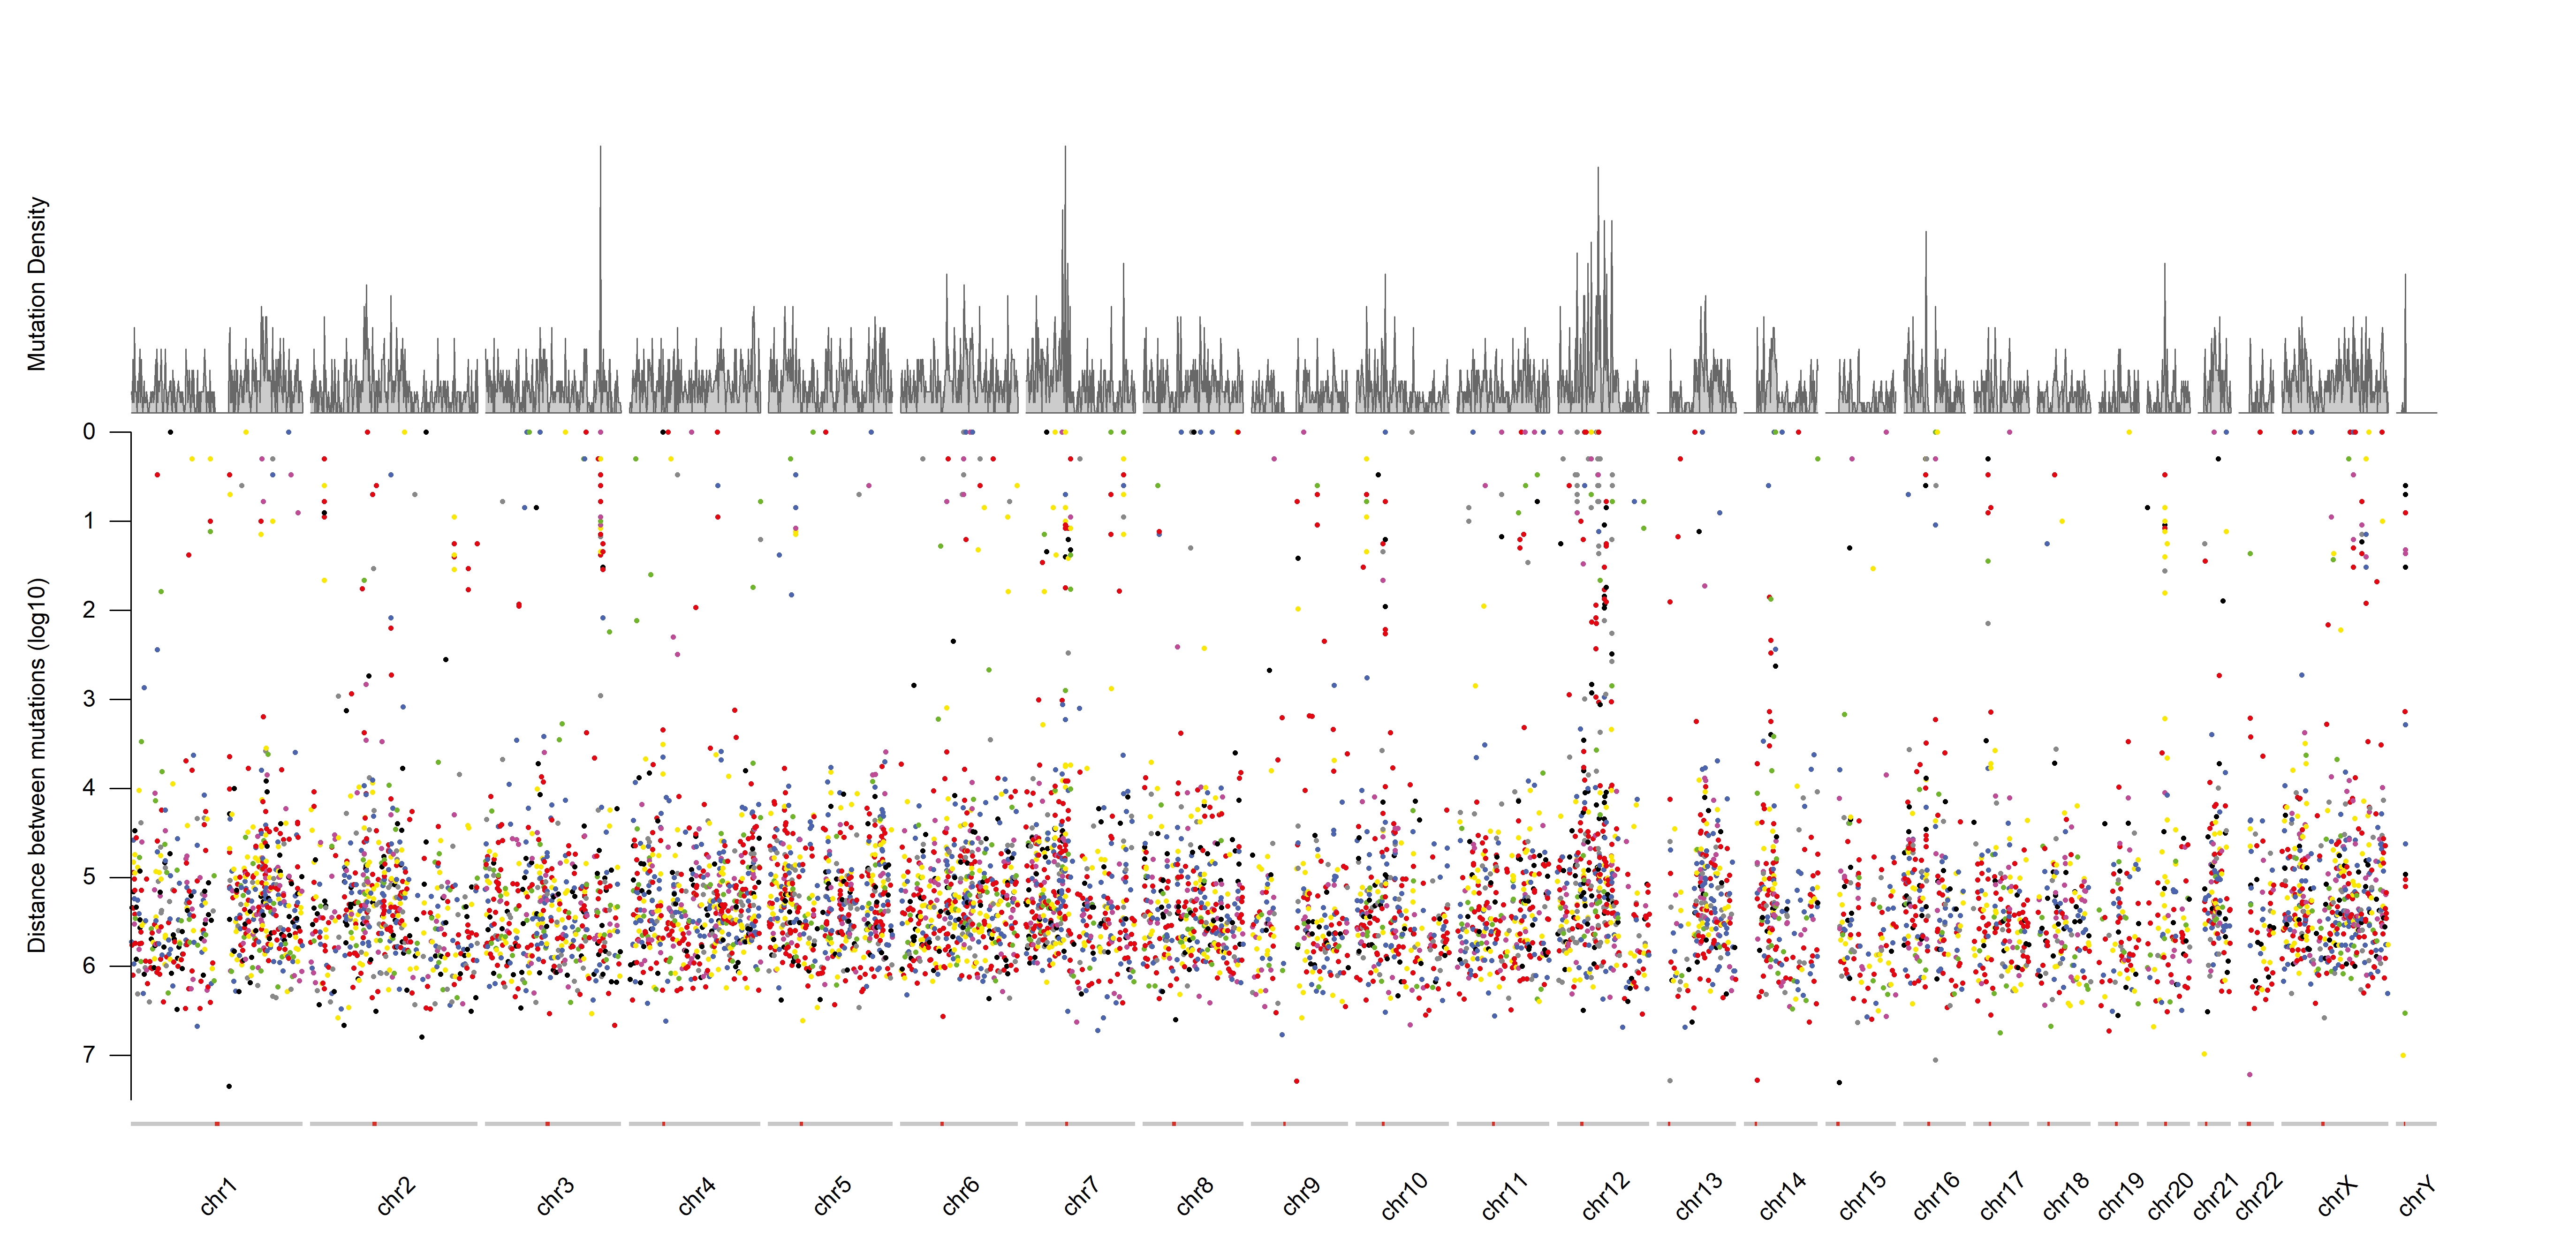 Mutation Density
Distance between mutations (log10)
0
1
2
3
4
5
6
7
chr1
chr2
chr3
chr4
chr5
chr6
chr7
chr8
chr9
chr10
chr11
chr12
chr13
chr14
chr15
chr16
chr17
chr18
chr19
chr20
chr21
chr22
chrX
chrY